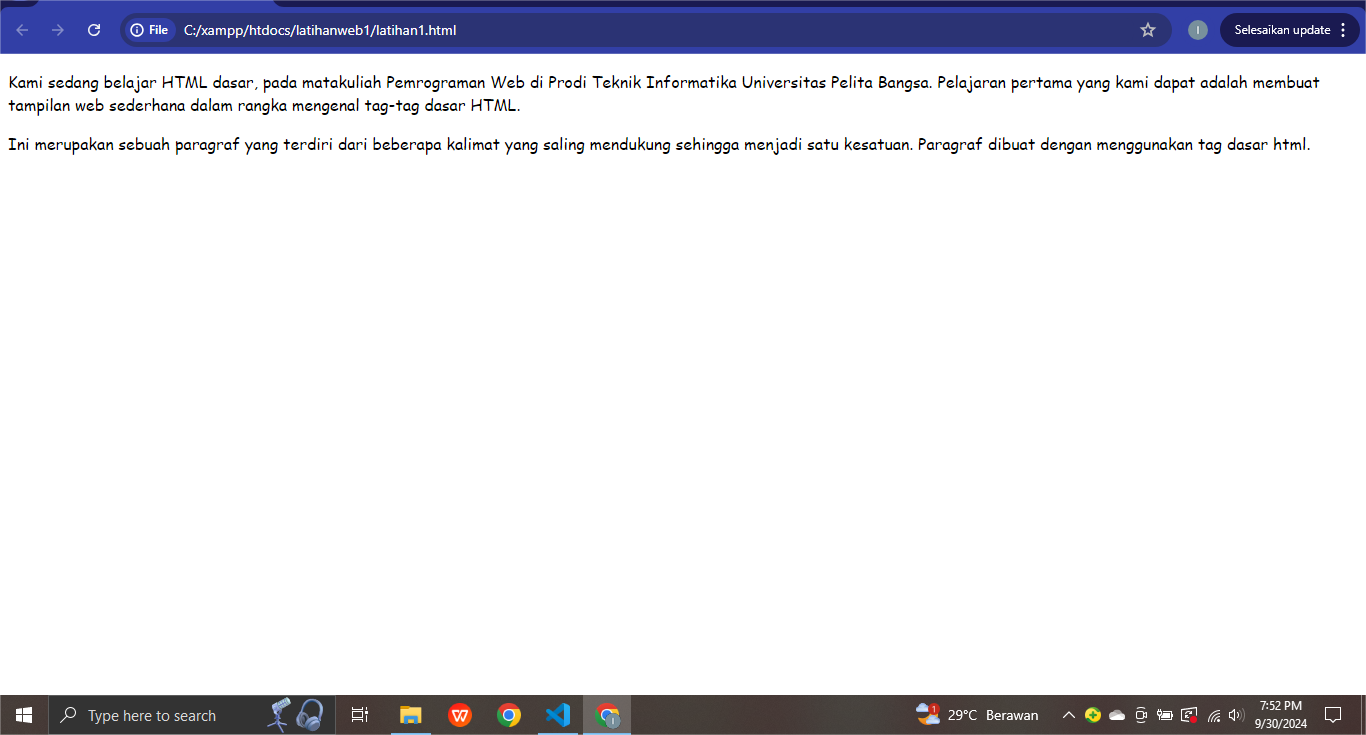 File
C:/xampp/htdocs/latihanweb1/latihan1.html
I
Selesaikan update
Kami sedang belajar HTML dasar, pada matakuliah Pemrograman Web di Prodi Teknik Informatika Universitas Pelita Bangsa. Pelajaran pertama yang kami dapat adalah membuat
tampilan web sederhana dalam rangka mengenal tag-tag dasar HTML.
Ini merupakan sebuah paragraf yang terdiri dari beberapa kalimat yang saling mendukung sehingga menjadi satu kesatuan. Paragraf dibuat dengan menggunakan tag dasar html.
Type here to search
W
I
1
29°C Berawan
7:52 PM
9/30/2024